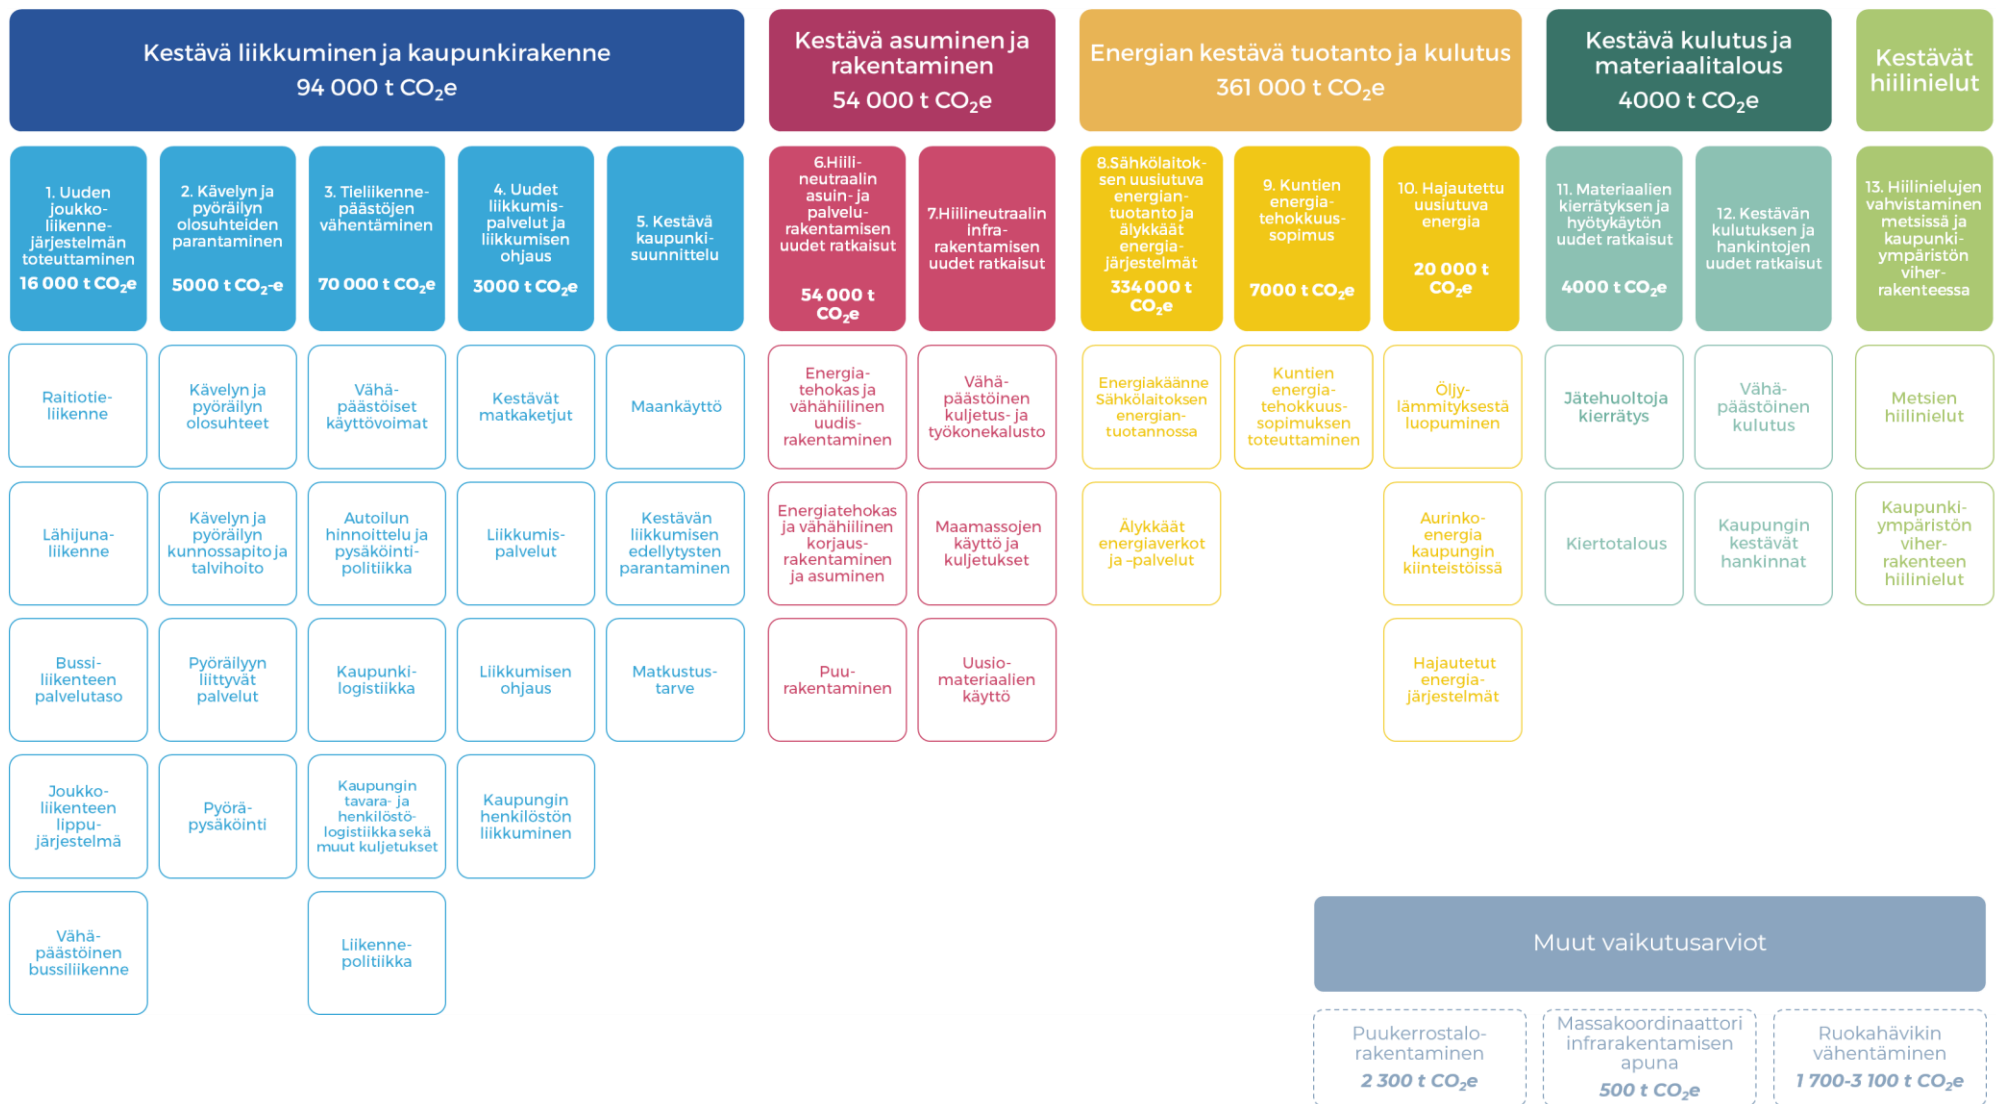 Kestävä liikkuminen ja kaupunkirakenne
94 000 t CO₂e
1. Uuden
joukko-
liikenne-
järjestelmän
toteuttaminen
16 000 t CO₂e
2. Kävelyn ja
pyöräilyn
olosuhteiden
parantaminen
5000 t CO₂-e
3. Tieliikenne-
päästöjen
vähentäminen
70 000 t CO₂e
4. Uudet
liikkumis-
palvelut ja
liikkumisen
ohjaus
3000 t CO₂e
5. Kestävä
kaupunki-
suunnittelu
Raitiotie-
liikenne
Kävelyn ja
pyöräilyn
olosuhteet
Vähä-
päästöiset
käyttövoimat
Kestävät
matkaketjut
Maankäyttö
Lähijuna-
liikenne
Kävelyn ja
pyöräilyn
kunnossapito ja
talvihoito
Autoilun
hinnoittelu ja
pysäköinti-
politiikka
Liikkumis-
palvelut
Kestävän
liikkumisen
edellytysten
parantaminen
Bussi-
liikenteen
palvelutaso
Pyöräilyyn
liittyvät
palvelut
Kaupunki-
logistiikka
Liikkumisen
ohjaus
Matkustus-
tarve
Joukko-
liikenteen
lippu-
järjestelmä
Pyörä-
pysäköinti
Kaupungin
tavara- ja
henkilöstö-
logistiikka sekä
muut kuljetukset
Kaupungin
henkilöstön
liikkuminen
Vähä-
päästöinen
bussiliikenne
Liikenne-
politiikka
Kestävä asuminen ja
rakentaminen
54 000 t CO₂e
6.Hiili-
neutraalin
asuin- ja
palvelu-
rakentamisen
uudet ratkaisut
54 000 t
CO₂e
7.Hiilineutraalin
infra-
rakentamisen
uudet ratkaisut
Energia-
tehokas ja
vähähiilinen
uudis-
rakentaminen
Vähä-
päästöinen
kuljetus- ja
työkonekalusto
Energiatehokas
ja vähähiilinen
korjaus-
rakentaminen
ja asuminen
Maamassojen
käyttö ja
kuljetukset
Puu-
rakentaminen
Uusio-
materiaalien
käyttö
Energian kestävä tuotanto ja kulutus
361 000 t CO₂e
8.Sähkölaitok-
sen uusiutuva
energian-
tuotanto ja
älykkäät
energia-
järjestelmät
334 000 t
CO₂e
9. Kuntien
energia-
tehokkuus-
sopimus
7000 t CO₂e
10. Hajautettu
uusiutuva
energia
20 000 t
CO₂e
Energiakäänne
Sähkölaitoksen
energian-
tuotannossa
Kuntien
energia-
tehokkuus-
sopimuksen
toteuttaminen
Öljy-
lämmityksestä
luopuminen
Älykkäät
energiaverkot
ja –palvelut
Aurinko-
energia
kaupungin
kiinteistöissä
Hajautetut
energia-
järjestelmät
Kestävä kulutus ja
materiaalitalous
4000 t CO₂e
11. Materiaalien
kierrätyksen ja
hyötykäytön
uudet ratkaisut
4000 t CO₂e
12. Kestävän
kulutuksen ja
hankintojen
uudet ratkaisut
Jätehuolto ja
kierrätys
Vähä-
päästöinen
kulutus
Kiertotalous
Kaupungin
kestävät
hankinnat
Kestävät
hiilinielut
13. Hiilinielujen
vahvistaminen
metsissä ja
kaupunki-
ympäristön
viher-
rakenteessa
Metsien
hiilinielut
Kaupunki-
ympäristön
viher-
rakenteen
hiilinielut
Muut vaikutusarviot
Puukerrostalo-
rakentaminen
2 300 t CO₂e
Massakoordinaattori
infrarakentamisen
apuna
500 t CO₂e
Ruokahävikin
vähentäminen
1 700-3 100 t CO₂e